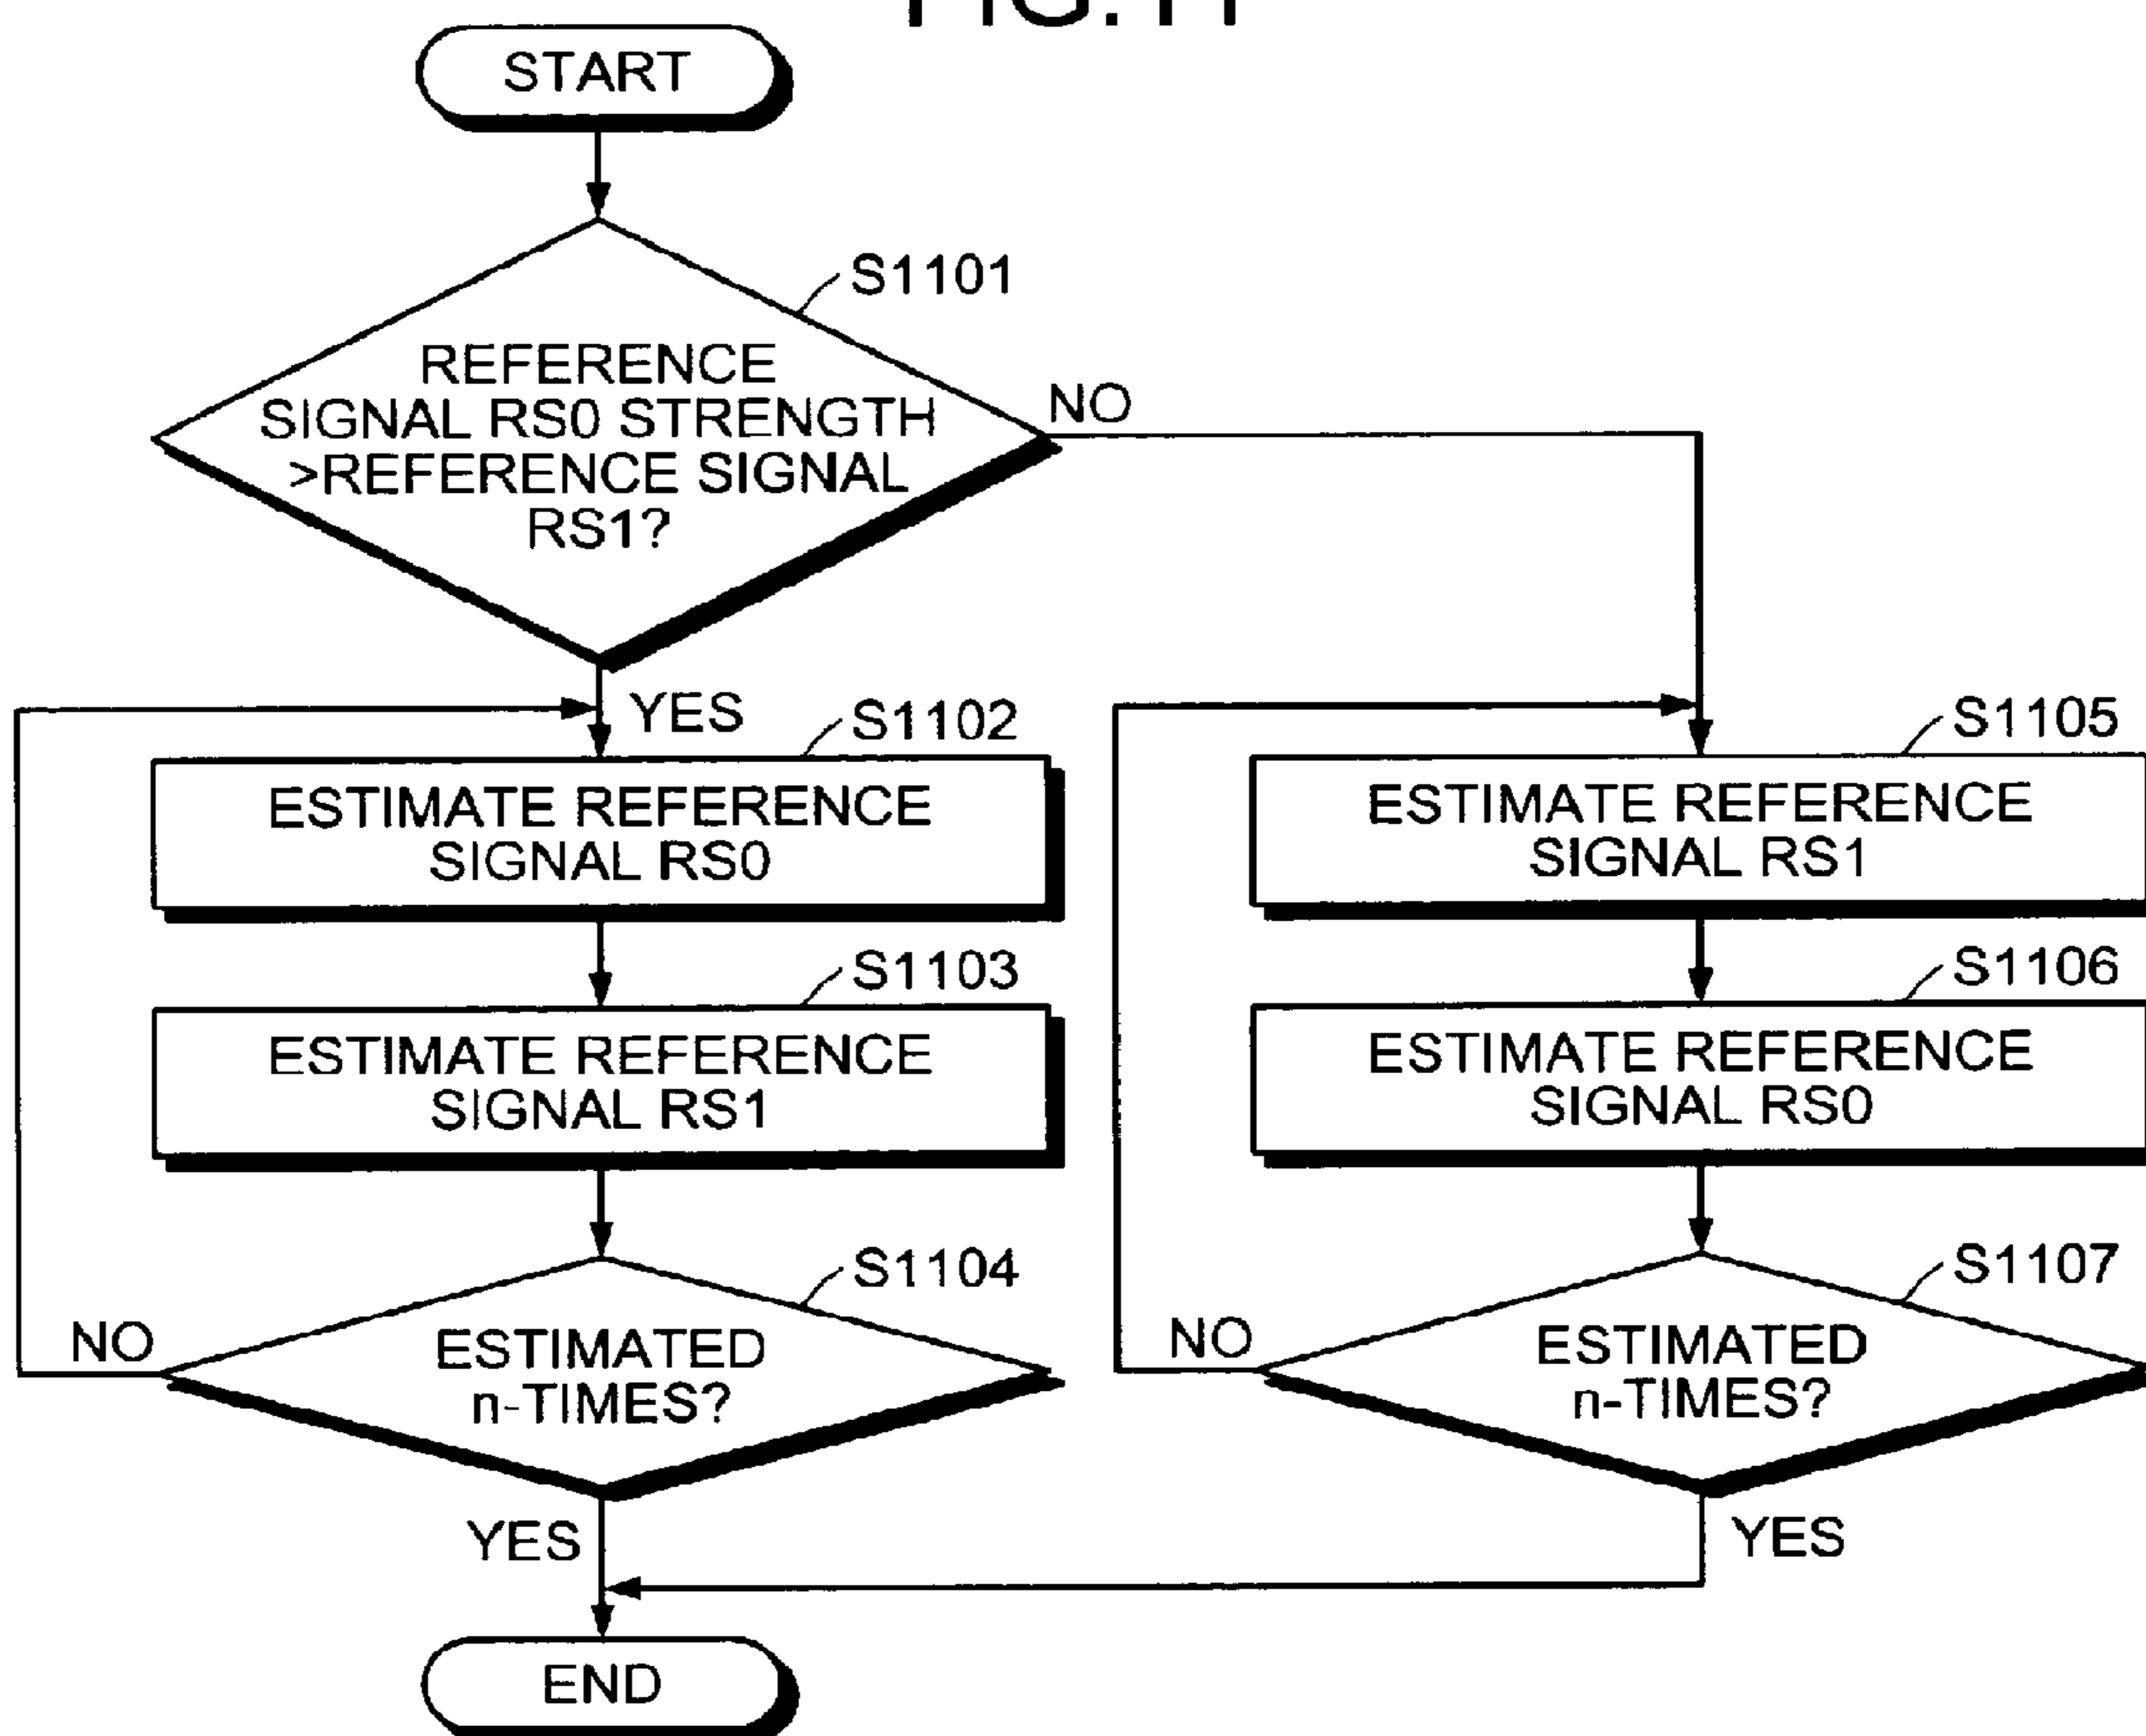 FIG.11
START
S1101
REFERENCE
SIGNAL RS0 STRENGTH
>REFERENCE SIGNAL
RS1?
NO
YES
S1102
ESTIMATE REFERENCE
SIGNAL RS0
S1103
ESTIMATE REFERENCE
SIGNAL RS1
S1104
ESTIMATED
n-TIMES?
NO
YES
S1105
ESTIMATE REFERENCE
SIGNAL RS1
S1106
ESTIMATE REFERENCE
SIGNAL RS0
S1107
ESTIMATED
n-TIMES?
NO
YES
END